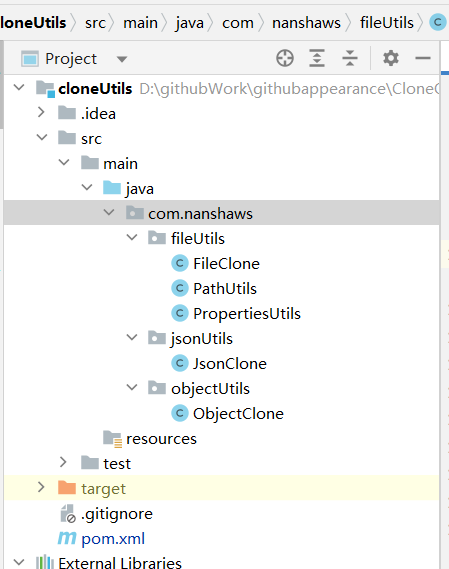 loneUtils src main java com nanshaws fileUtils
Project
cloneUtils D:\githubWork\githubappearance\Clone
.idea
src
main
java
com.nanshaws
fileUtils
FileClone
PathUtils
PropertiesUtils
jsonUtils
JsonClone
objectUtils
ObjectClone
resources
test
target
.gitignore
pom.xml
External Libraries